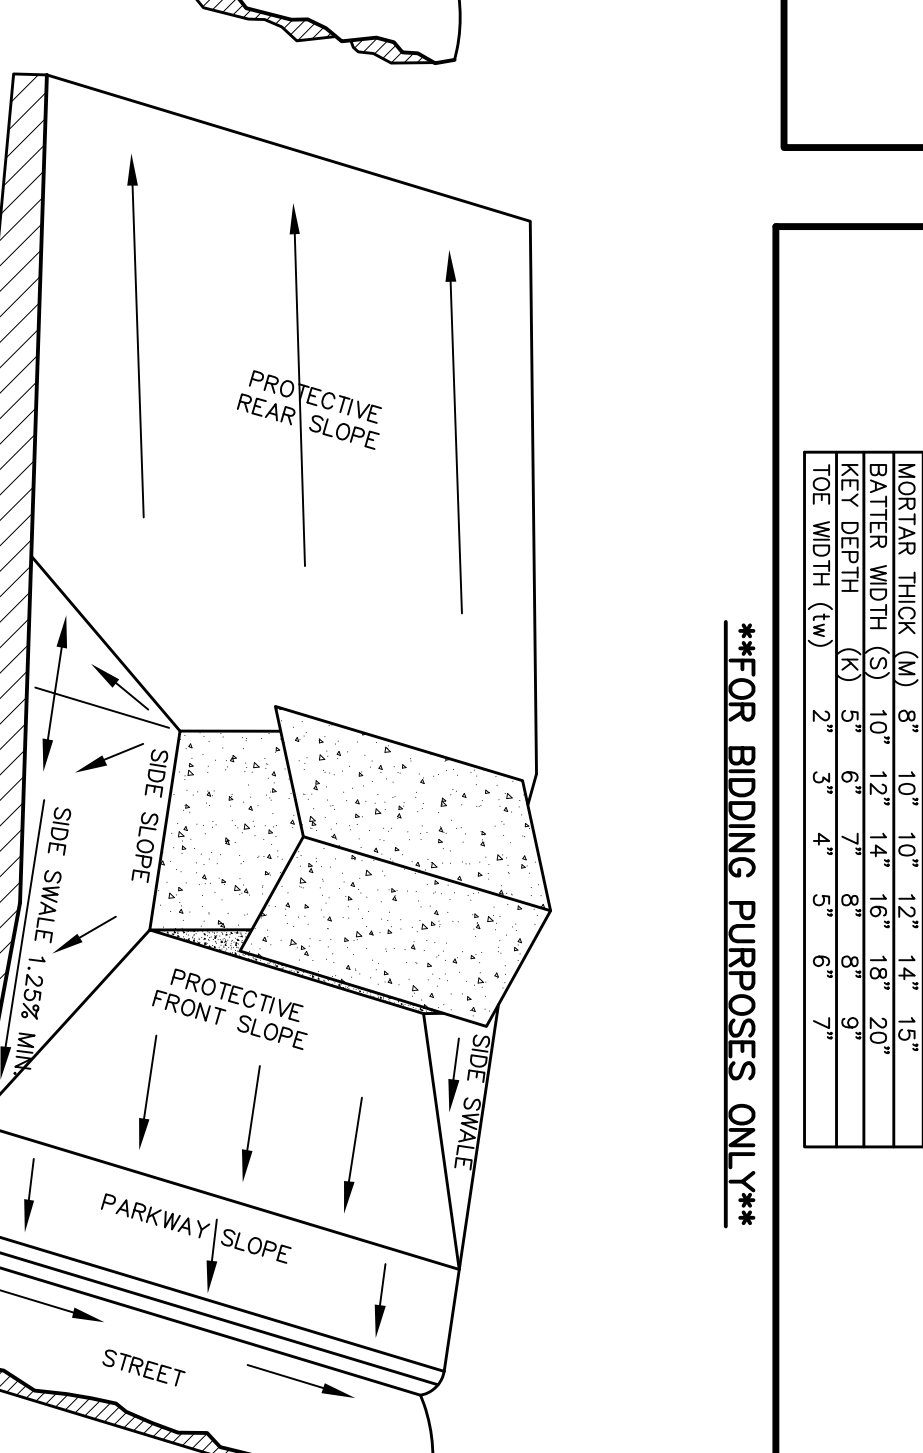 MORTAR THICK (M) 8" 10" 10" 12" 14" 15"
BATTER WIDTH (S) 10" 12" 14" 16" 18" 20"
KEY DEPTH (K) 5" 6" 7" 8" 8" 9"
TOE WIDTH (tw) 2" 3" 4" 5" 6" 7"
**FOR BIDDING PURPOSES ONLY**
PROTECTIVE
REAR SLOPE
SIDE SLOPE
SIDE SWALE 1.25% MIN.
PROTECTIVE
FRONT SLOPE
SIDE SWALE
PARKWAY SLOPE
STREET